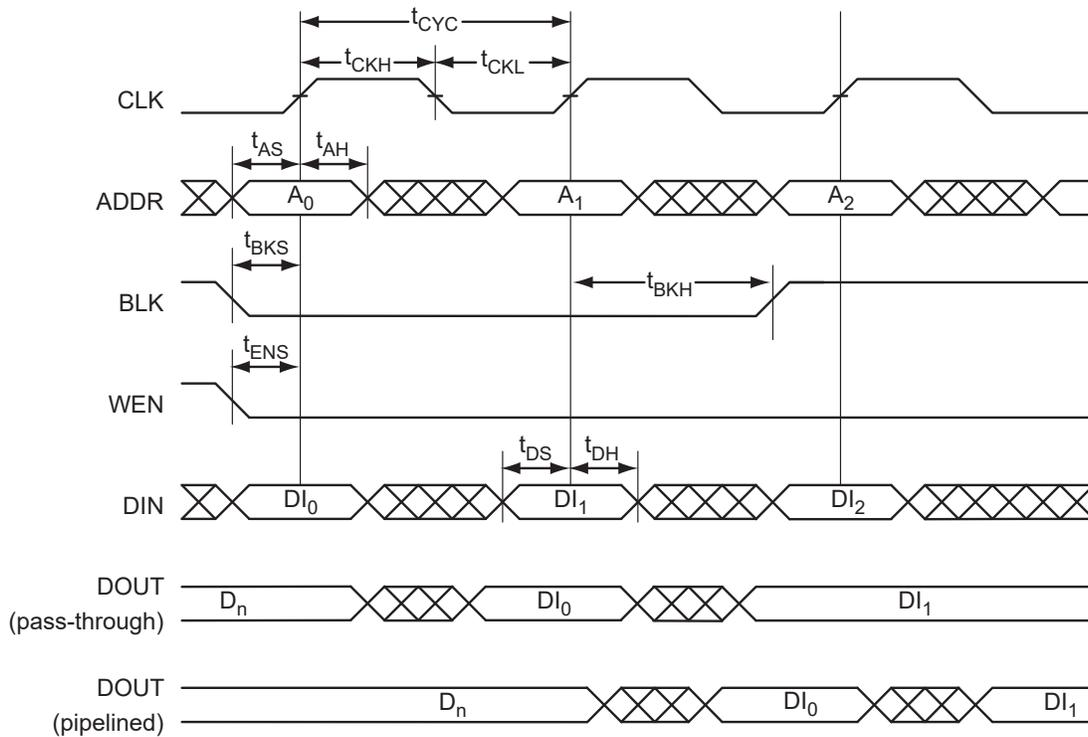 tCYC
tCKH tCKL
CLK
tAS tAH
ADDR A0 A1 A2
tBKS
BLK tBKH
tENS
WEN
tDS tDH
DIN DI0 DI1 DI2
DOUT
(pass-through) Dn DI0 DI1
DOUT
(pipelined) Dn DI0 DI1